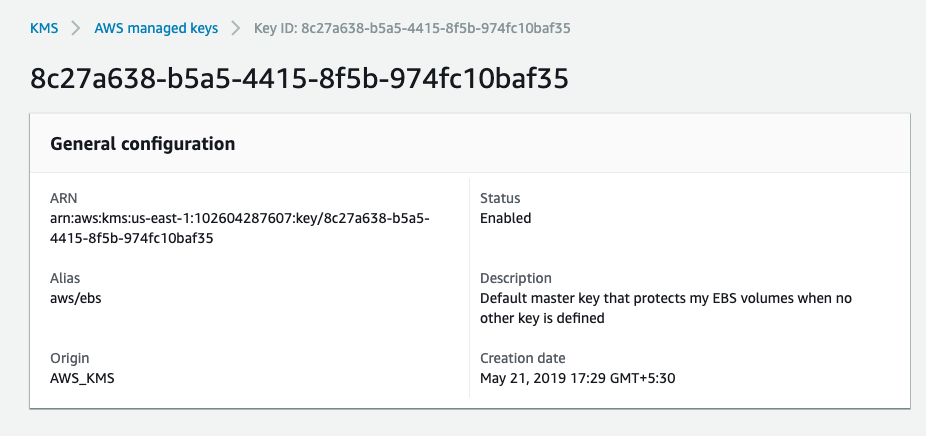 KMS > AWS managed keys > Key ID: 8c27a638-b5a5-4415-8f5b-974fc10baf35
8c27a638-b5a5-4415-8f5b-974fc10baf35
General configuration
ARN
arn:aws:kms:us-east-1:102604287607:key/8c27a638-b5a5-
4415-8f5b-974fc10baf35
Status
Enabled
Alias
aws/ebs
Description
Default master key that protects my EBS volumes when no
other key is defined
Origin
AWS_KMS
Creation date
May 21, 2019 17:29 GMT+5:30